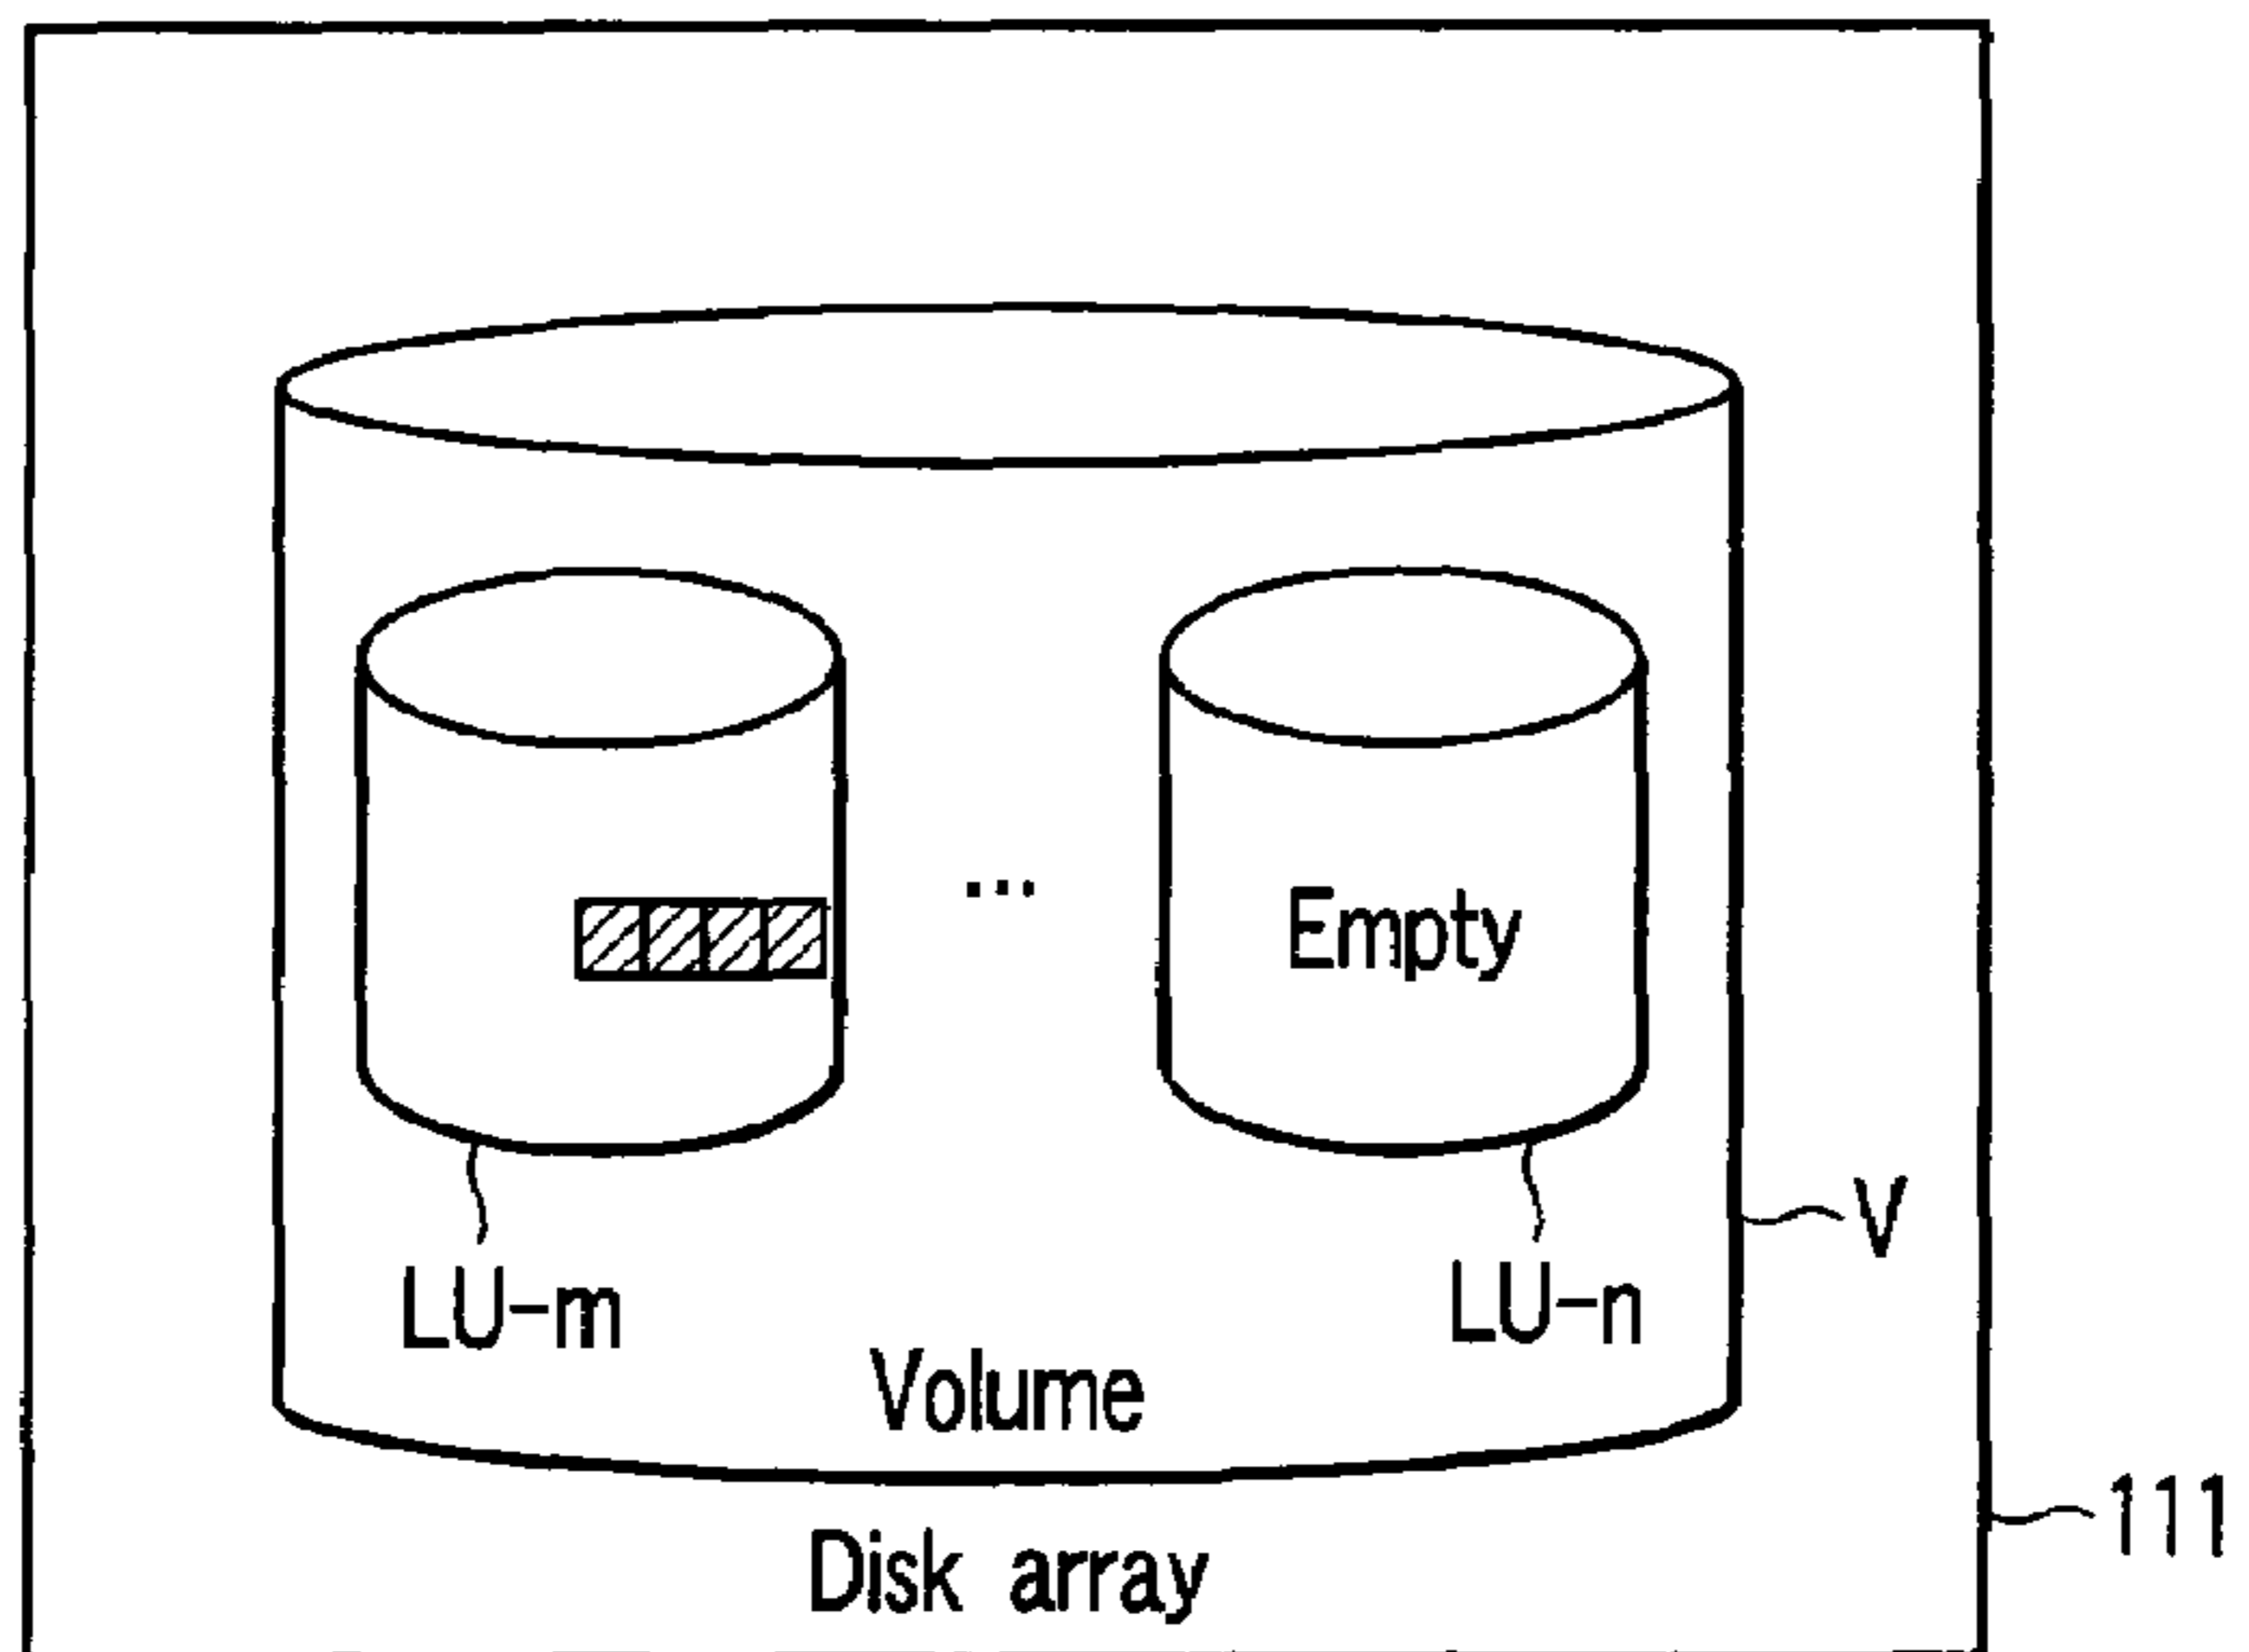 ...
Empty
V
LU-m
LU-n
Volume
111
Disk array